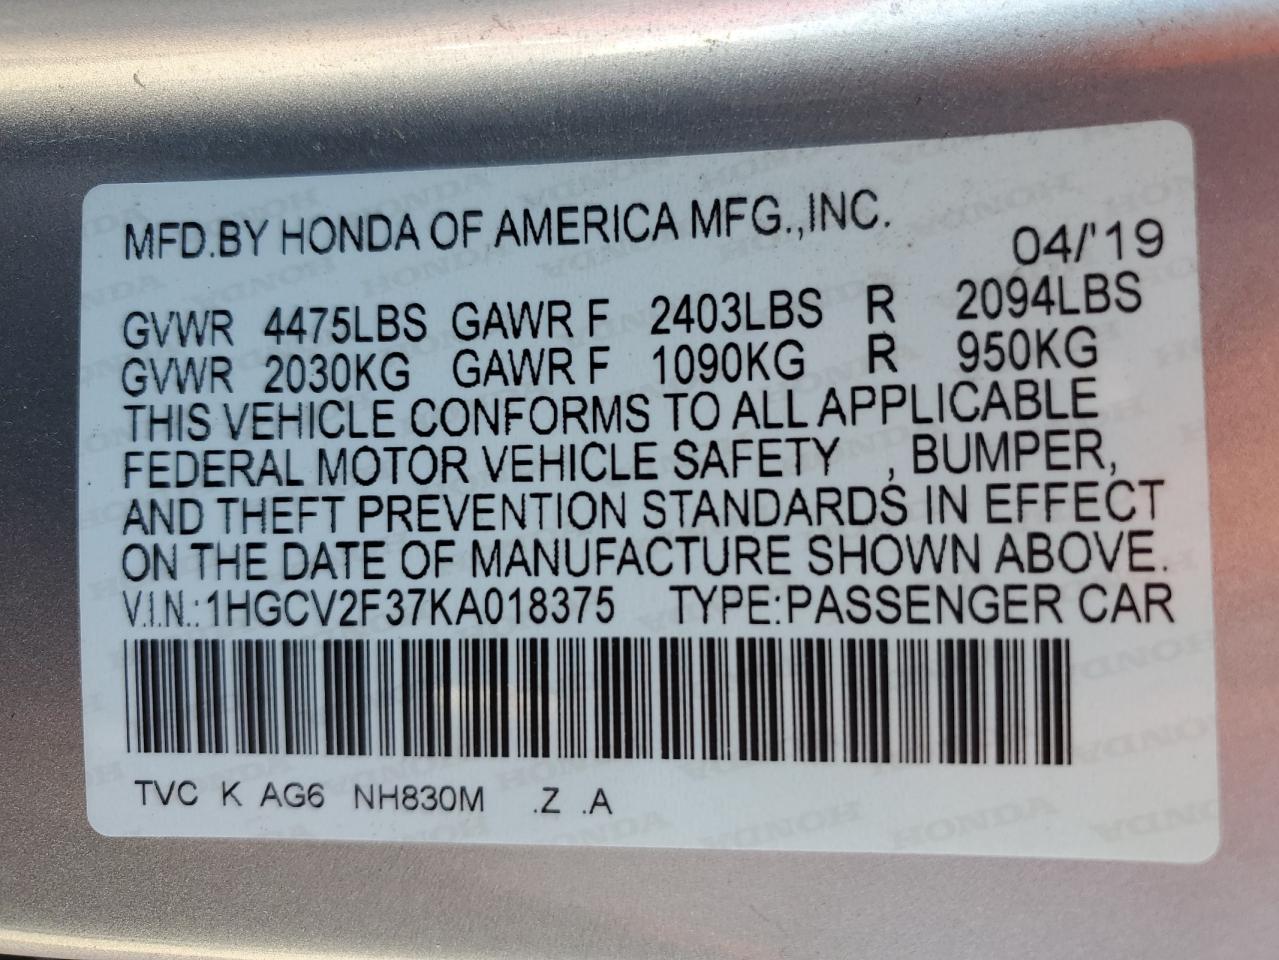 MFD.BY HONDA OF AMERICA MFG.,INC.
04/'19
GVWR 4475LBS GAWR F 2403LBS R 2094LBS
GVWR 2030KG GAWR F 1090KG R 950KG
THIS VEHICLE CONFORMS TO ALL APPLICABLE
FEDERAL MOTOR VEHICLE SAFETY , BUMPER,
AND THEFT PREVENTION STANDARDS IN EFFECT
ON THE DATE OF MANUFACTURE SHOWN ABOVE.
V.I.N.:1HGCV2F37KA018375 TYPE:PASSENGER CAR
TVC K AG6 NH830M .Z .A